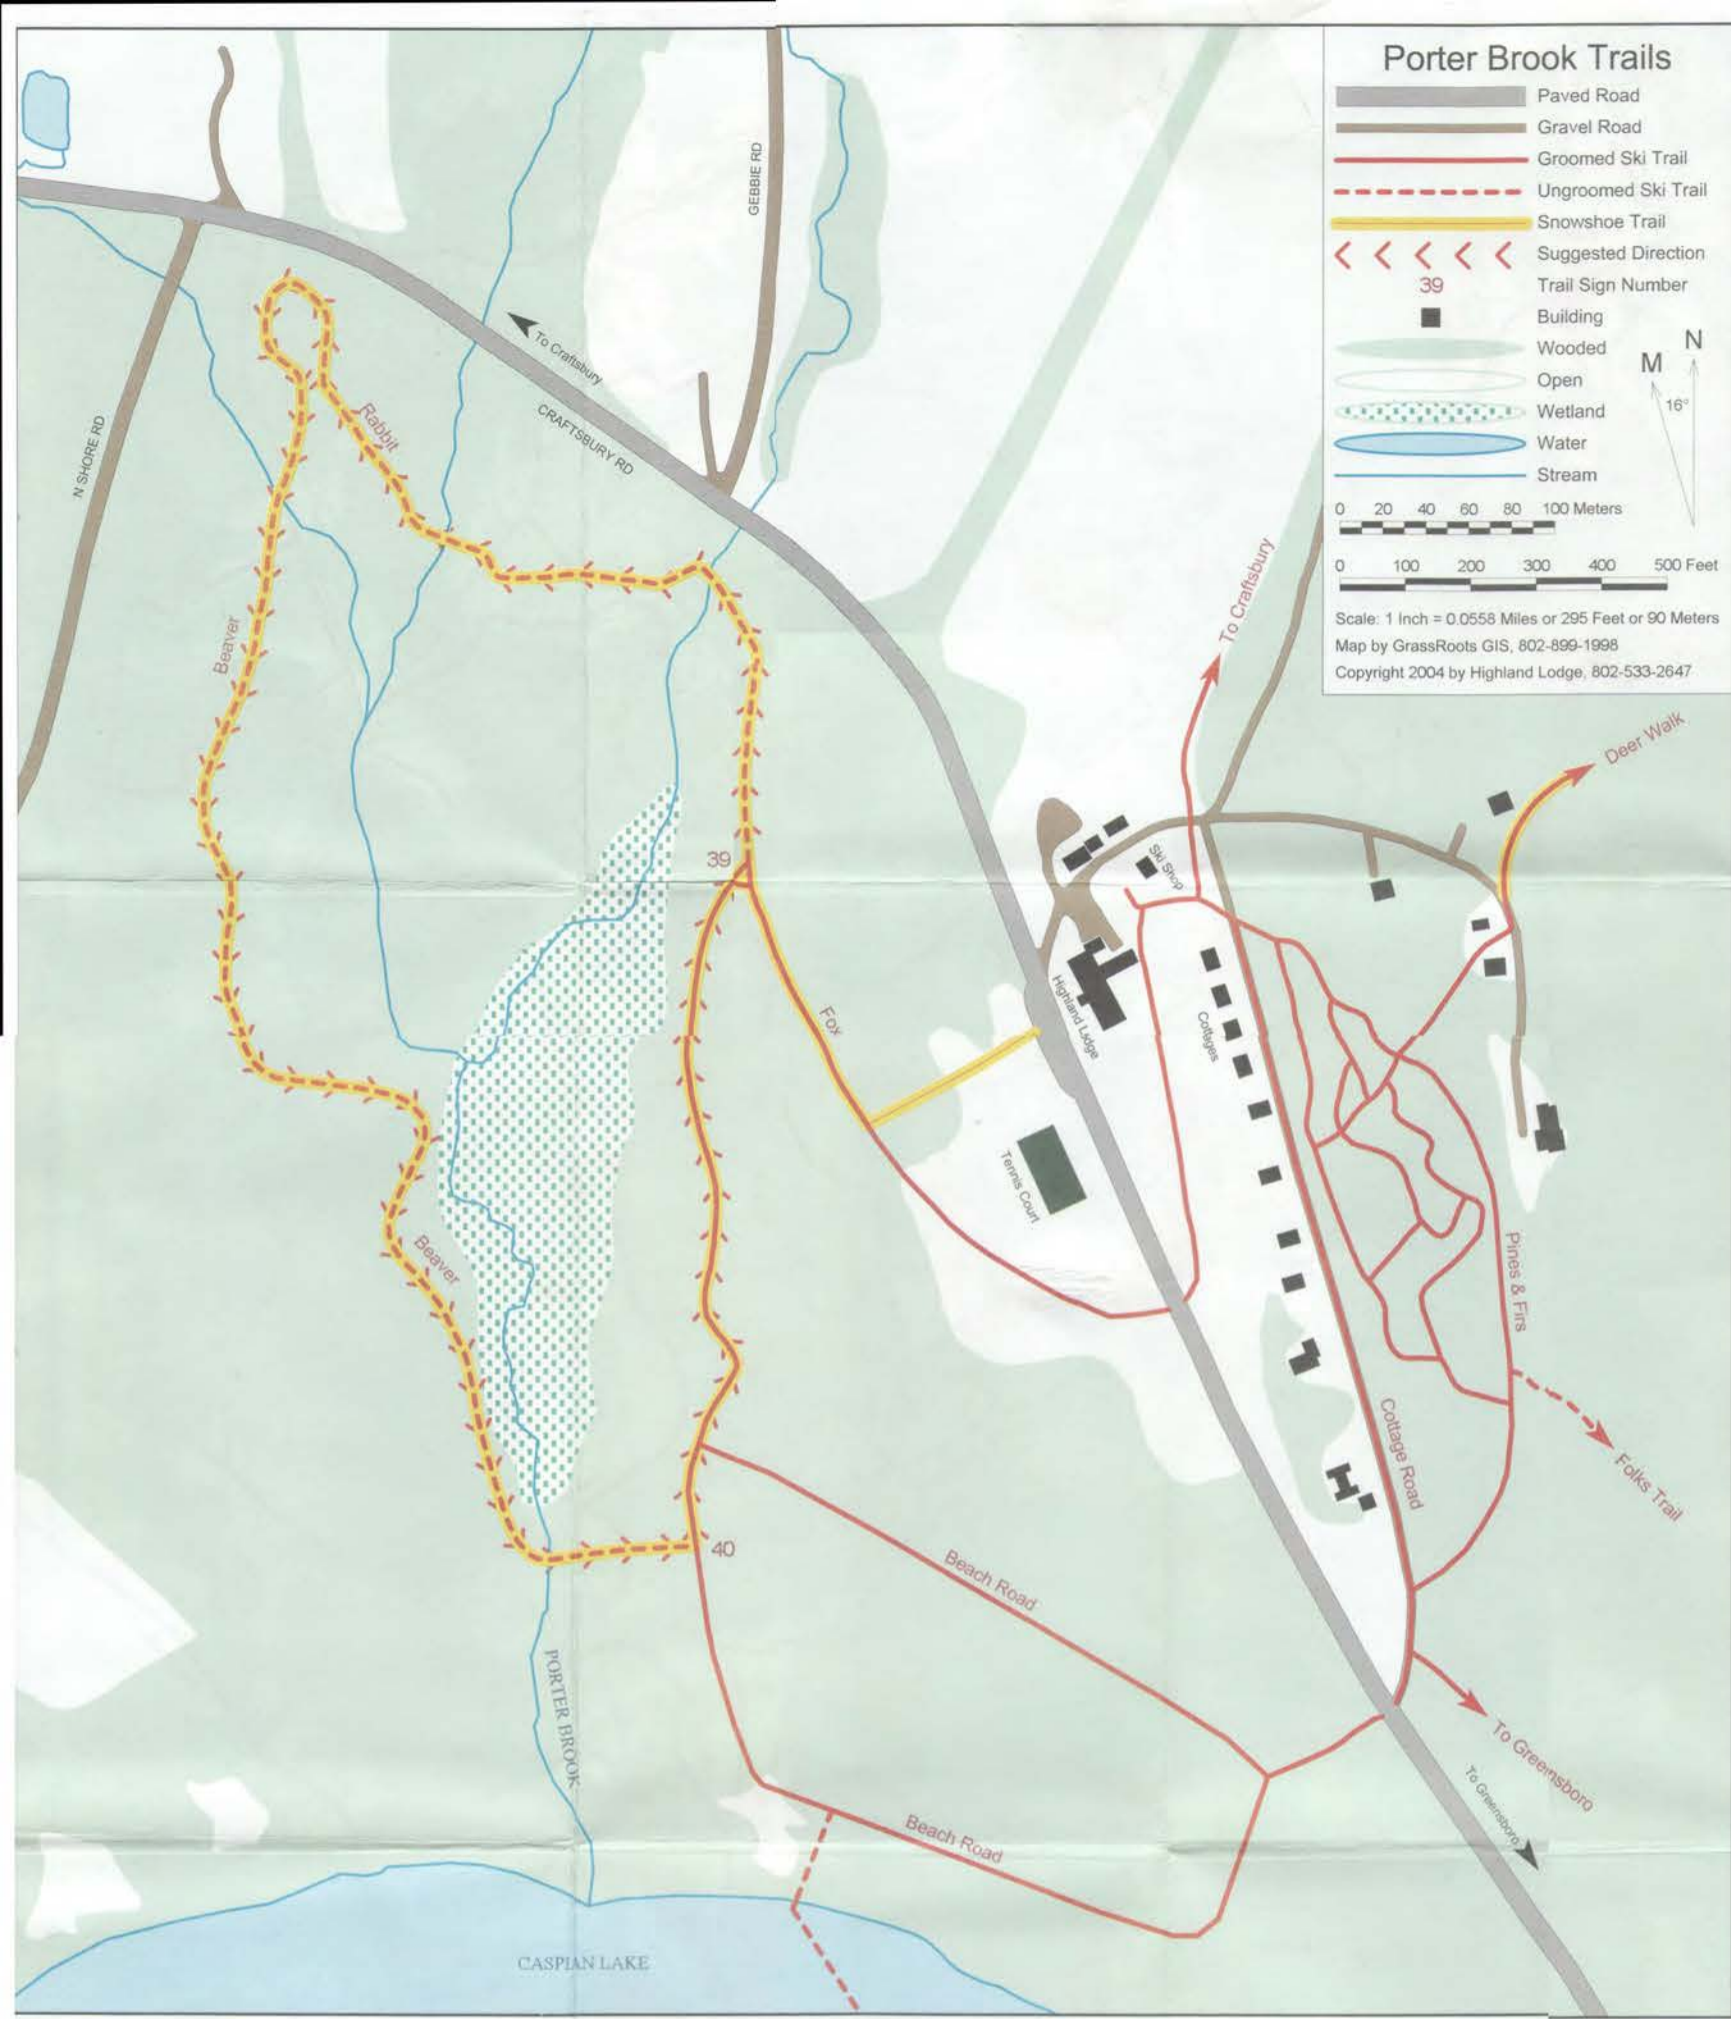 Porter Brook Trails
Paved Road
Gravel Road
Groomed Ski Trail
Ungroomed Ski Trail
Snowshoe Trail
Suggested Direction
39
Trail Sign Number
Building
Wooded
Open
Wetland
Water
Stream
M
N
16°
0 20 40 60 80 100 Meters
0 100 200 300 400 500 Feet
Scale: 1 Inch = 0.0558 Miles or 295 Feet or 90 Meters
Map by GrassRoots GIS, 802-899-1998
Copyright 2004 by Highland Lodge, 802-533-2647
GEBBIE RD
To Craftsbury
CRAFTSBURY RD
N SHORE RD
Rabbit
Beaver
To Craftsbury
Deer Walk
39
Ski Shop
Fox
Highland Lodge
Cottages
Tennis Court
Beaver
Pines & Firs
Cottage Road
Folks Trail
40
Beach Road
PORTER BROOK
To Greensboro
To Greensboro
Beach Road
CASPIAN LAKE